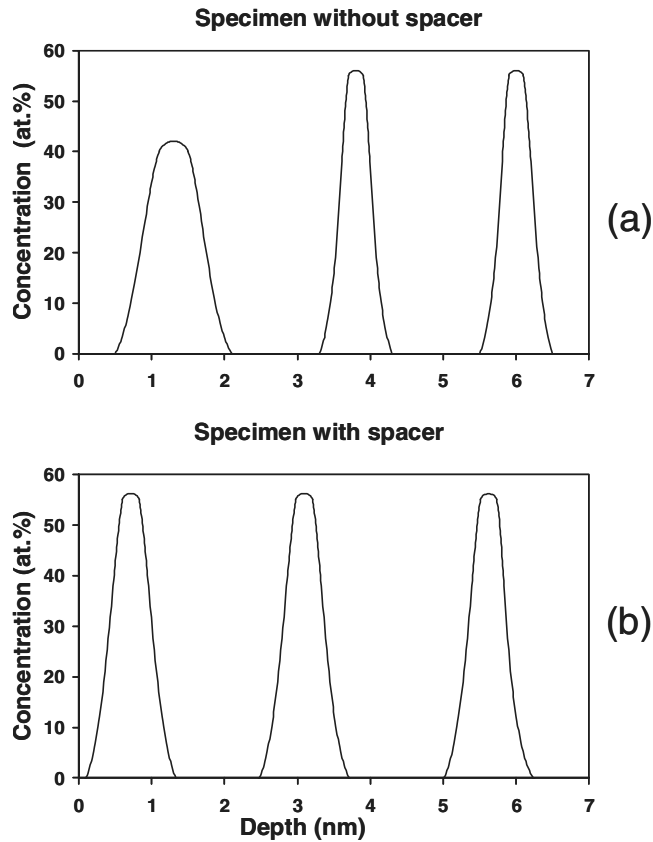 Specimen without spacer
60
50
40
30
20
10
0
Concentration (at.%)
0 1 2 3 4 5 6 7
(a)
Specimen with spacer
60
50
40
30
20
10
0
Concentration (at.%)
0 1 2 3 4 5 6 7
Depth (nm)
(b)